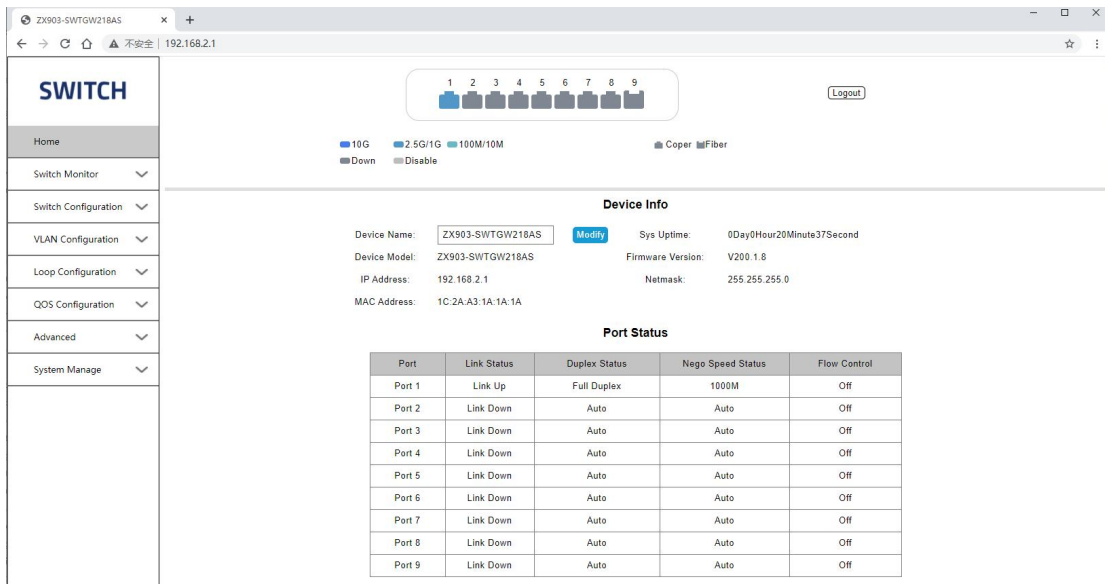 ZX903-SWTGW218AS
不安全 192.168.2.1
SWITCH
Home
Switch Monitor
Switch Configuration
VLAN Configuration
Loop Configuration
QOS Configuration
Advanced
System Manage
1 2 3 4 5 6 7 8 9
Logout
10G 2.5G/1G 100M/10M Coper Fiber
Down Disable
Device Info
Device Name: ZX903-SWTGW218AS Modify Sys Uptime: 0Day0Hour20Minute37Second
Device Model: ZX903-SWTGW218AS Firmware Version: V200.1.8
IP Address: 192.168.2.1 Netmask: 255.255.255.0
MAC Address: 1C:2A:A3:1A:1A:1A
Port Status
Port Link Status Duplex Status Nego Speed Status Flow Control
Port 1 Link Up Full Duplex 1000M Off
Port 2 Link Down Auto Auto Off
Port 3 Link Down Auto Auto Off
Port 4 Link Down Auto Auto Off
Port 5 Link Down Auto Auto Off
Port 6 Link Down Auto Auto Off
Port 7 Link Down Auto Auto Off
Port 8 Link Down Auto Auto Off
Port 9 Link Down Auto Auto Off